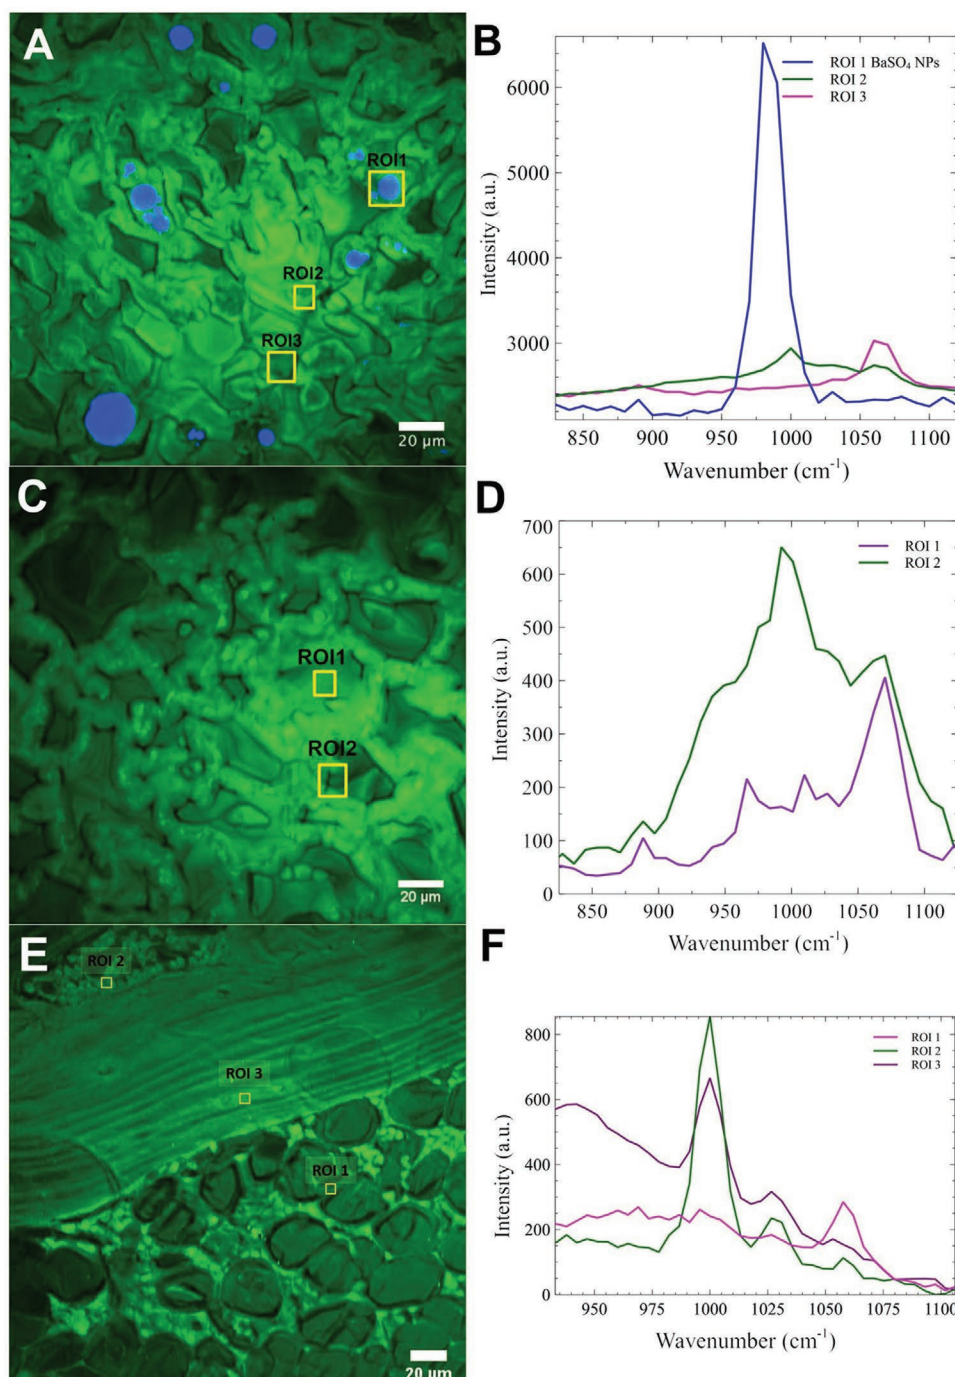 A
ROI1
ROI2
ROI3
20 µm
B
ROI 1 BaSO₄ NPs
ROI 2
ROI 3
6000
6000
3000
Intensity (a.u.)
850 900 950 1000 1050 1100
Wavenumber (cm⁻¹)
C
ROI1
ROI2
20 µm
D
ROI 1
ROI 2
700
600
500
400
300
200
100
0
Intensity (a.u.)
850 900 950 1000 1050 1100
Wavenumber (cm⁻¹)
E
ROI 2
ROI 3
ROI 1
20 µm
F
ROI 1
ROI 2
ROI 3
800
600
400
200
0
Intensity (a.u.)
950 975 1000 1025 1050 1075 1100
Wavenumber (cm⁻¹)